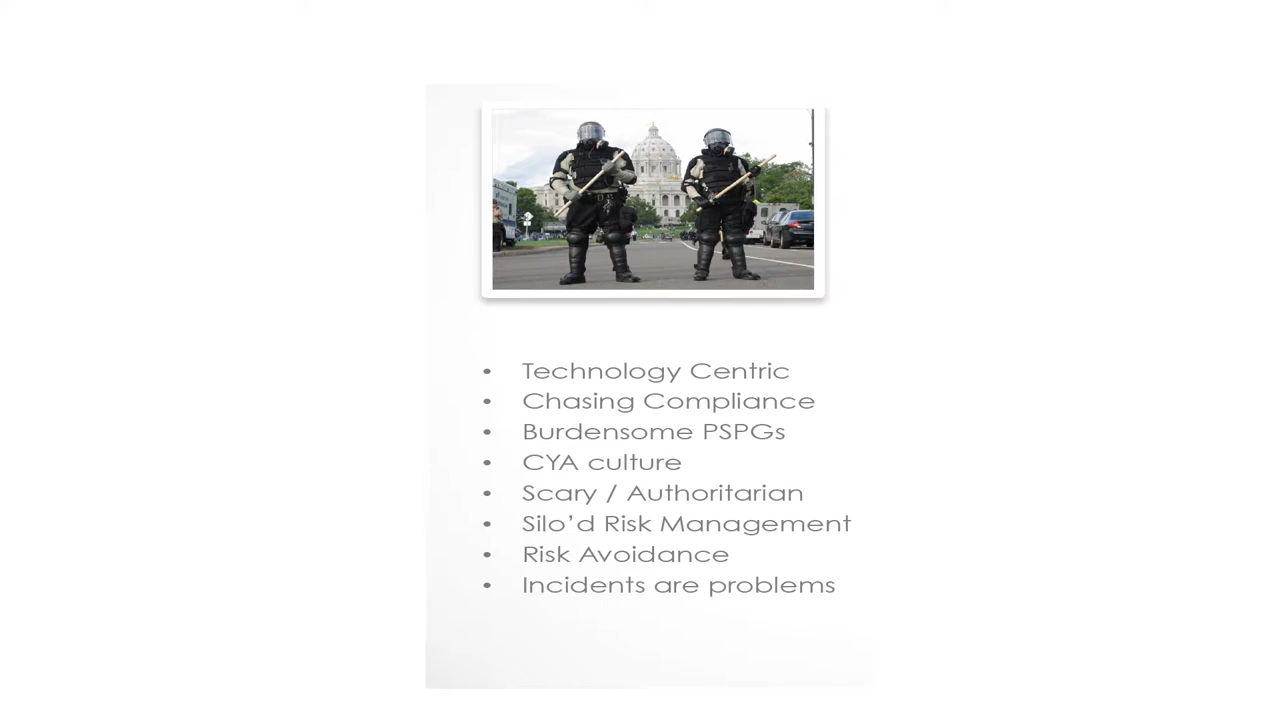 • Technology Centric
• Chasing Compliance
• Burdensome PSPGs
• CYA culture
• Scary / Authoritarian
• Silo’d Risk Management
• Risk Avoidance
• Incidents are problems